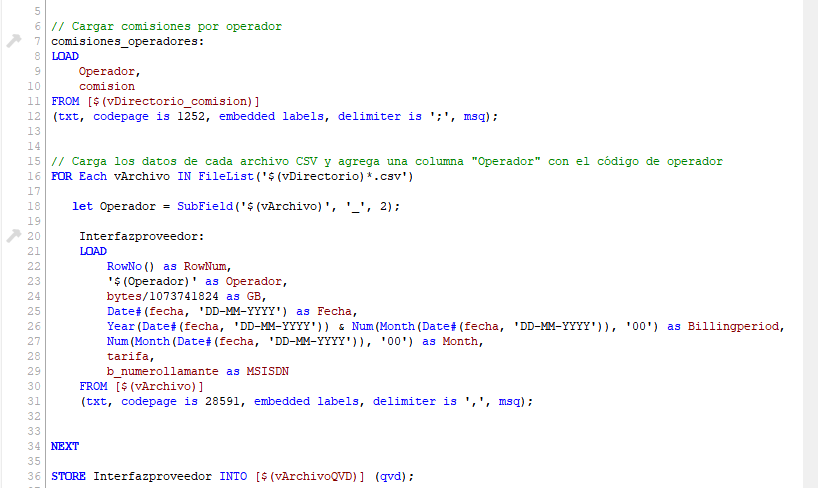 5
6 // Cargar comisiones por operador
7 comisiones_operadores:
8 LOAD
9 Operador,
10 comision
11 FROM [$(vDirectorio_comision)]
12 (txt, codepage is 1252, embedded labels, delimiter is ';', msq);
13
14
15 // Carga los datos de cada archivo CSV y agrega una columna "Operador" con el código de operador
16 FOR Each vArchivo IN FileList('$(vDirectorio)*.csv')
17
18 let Operador = SubField('$(vArchivo)', '_', 2);
19
20 Interfazproveedor:
21 LOAD
22 RowNo() as RowNum,
23 '$(Operador)' as Operador,
24 bytes/1073741824 as GB,
25 Date#(fecha, 'DD-MM-YYYY') as Fecha,
26 Year(Date#(fecha, 'DD-MM-YYYY')) & Num(Month(Date#(fecha, 'DD-MM-YYYY')), '00') as Billingperiod,
27 Num(Month(Date#(fecha, 'DD-MM-YYYY')), '00') as Month,
28 tarifa,
29 b_numerollamante as MSISDN
30 FROM [$(vArchivo)]
31 (txt, codepage is 28591, embedded labels, delimiter is ',', msq);
32
33
34 NEXT
35
36 STORE Interfazproveedor INTO [$(vArchivoQVD)] (qvd);